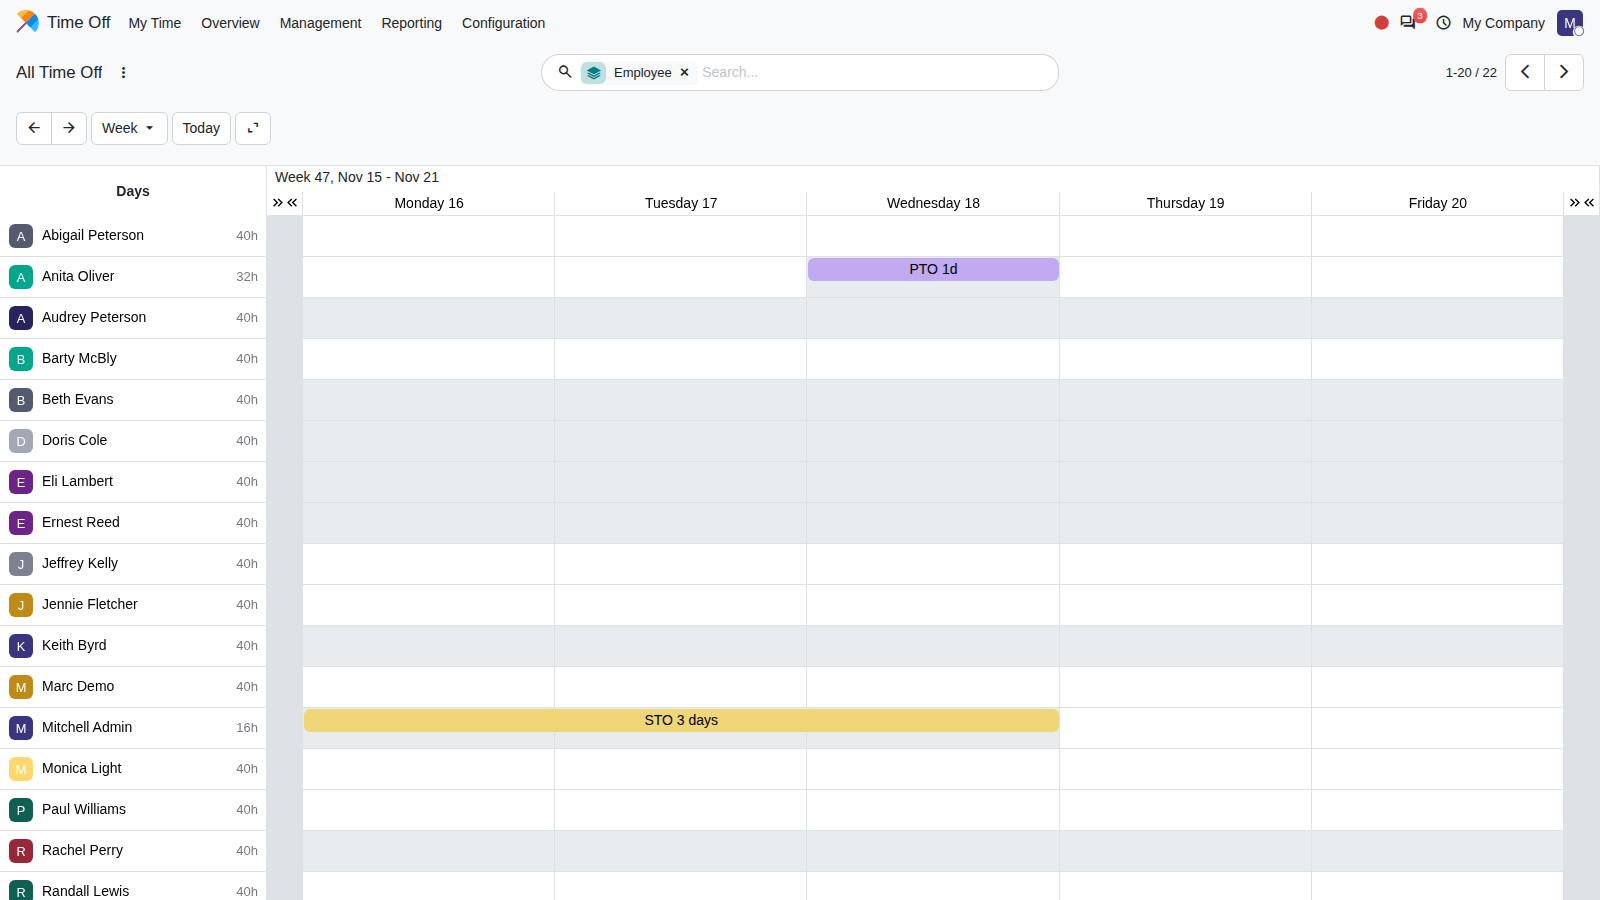 Time Off My Time Overview Management Reporting Configuration 3 My Company M
All Time Off Employee × Search... 1-20 / 22
Week Today
Days Week 47, Nov 15 - Nov 21
Monday 16 Tuesday 17 Wednesday 18 Thursday 19 Friday 20
A Abigail Peterson 40h
A Anita Oliver 32h PTO 1d
A Audrey Peterson 40h
B Barty McBly 40h
B Beth Evans 40h
D Doris Cole 40h
E Eli Lambert 40h
E Ernest Reed 40h
J Jeffrey Kelly 40h
J Jennie Fletcher 40h
K Keith Byrd 40h
M Marc Demo 40h
M Mitchell Admin 16h STO 3 days
M Monica Light 40h
P Paul Williams 40h
R Rachel Perry 40h
R Randall Lewis 40h